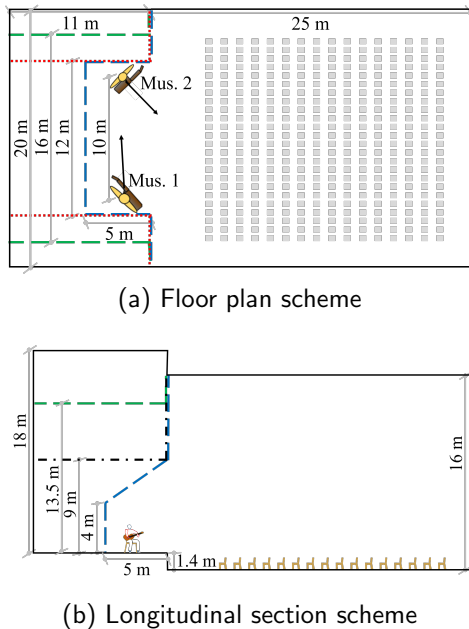 11 m
25 m
Mus. 2
20 m
16 m
12 m
10 m
Mus. 1
5 m
(a) Floor plan scheme
18 m
13.5 m
9 m
4 m
16 m
5 m
1.4 m
(b) Longitudinal section scheme